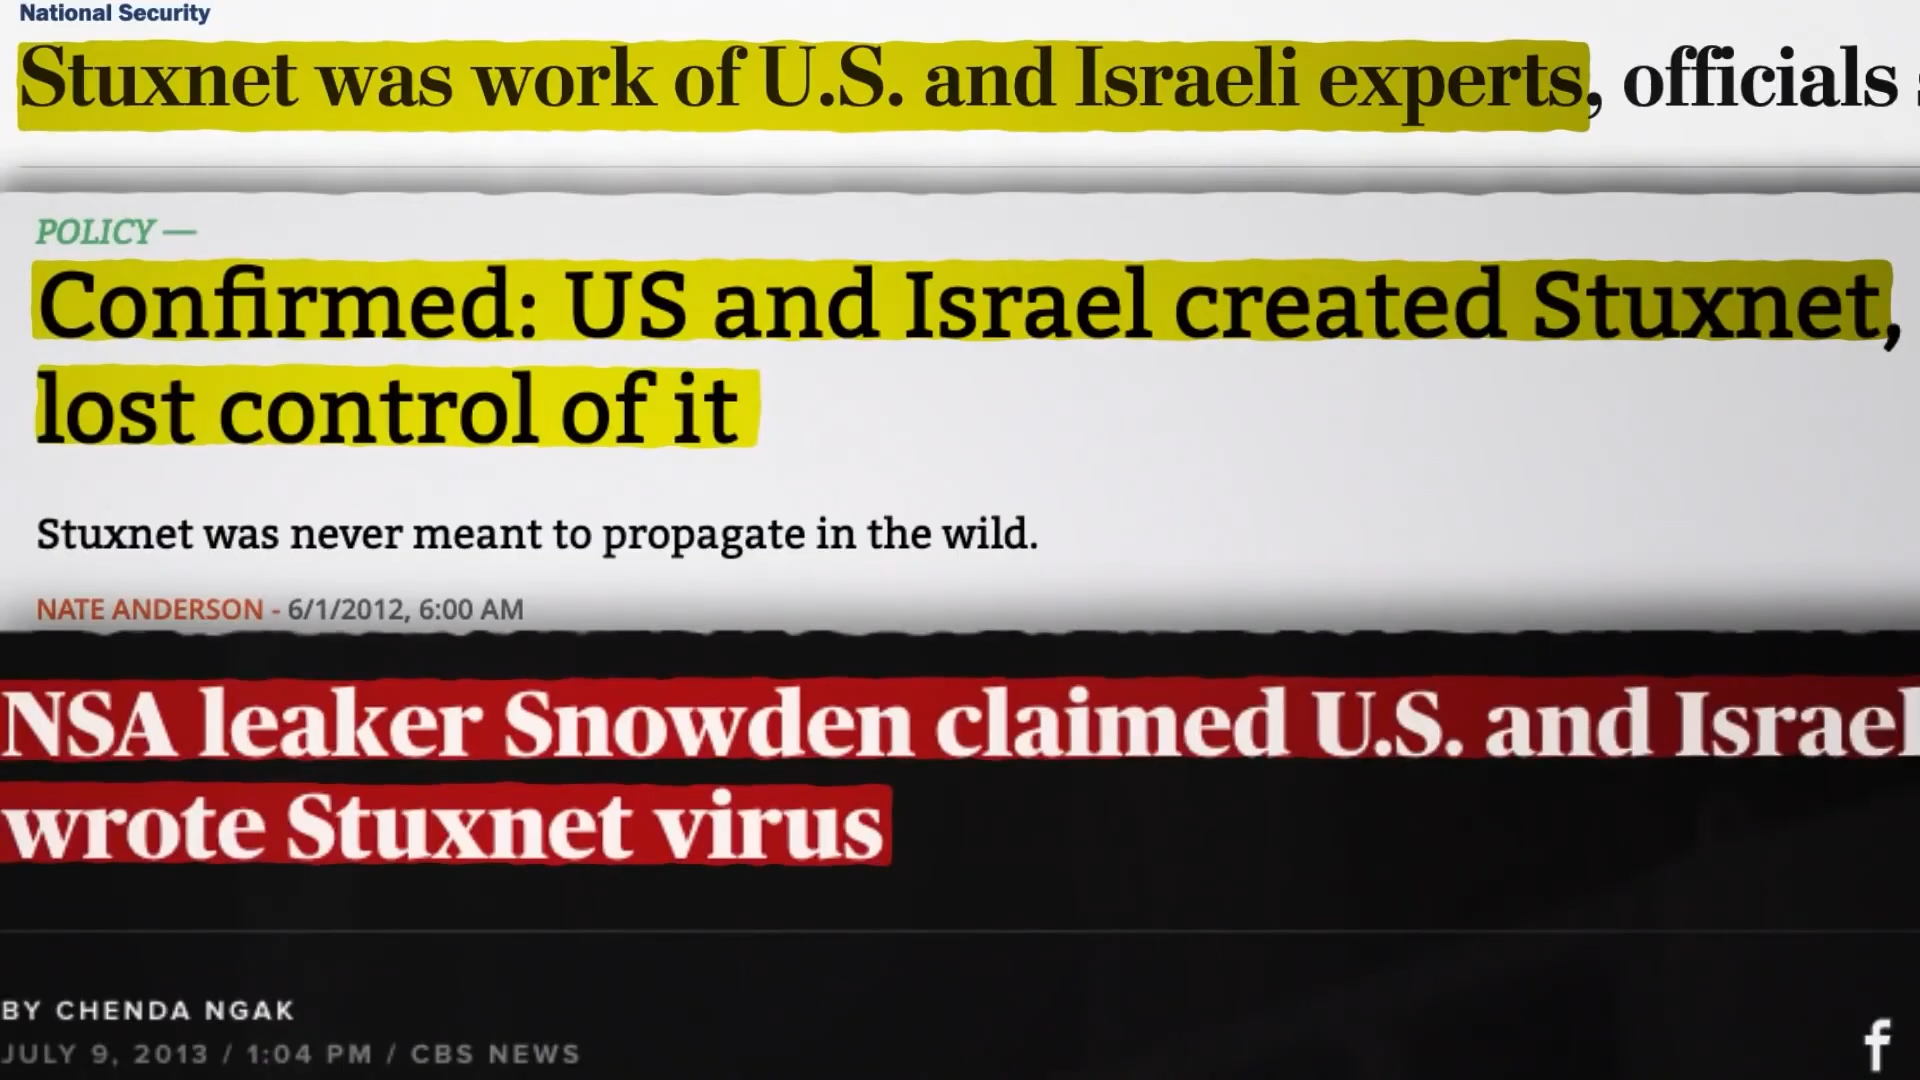 National Security
Stuxnet was work of U.S. and Israeli experts, officials
POLICY —
Confirmed: US and Israel created Stuxnet,
lost control of it
Stuxnet was never meant to propagate in the wild.
NATE ANDERSON - 6/1/2012, 6:00 AM
NSA leaker Snowden claimed U.S. and Israel
wrote Stuxnet virus
BY CHENDA NGAK
JULY 9, 2013 / 1:04 PM / CBS NEWS
f